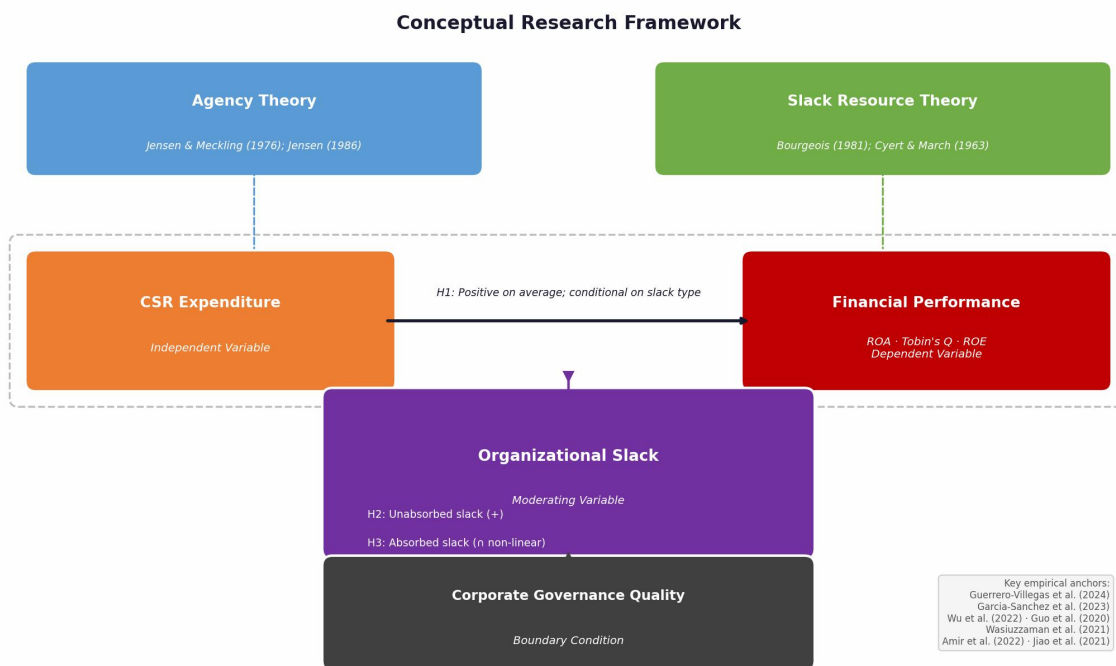 Conceptual Research Framework
Agency Theory
Jensen & Meckling (1976); Jensen (1986)
Slack Resource Theory
Bourgeois (1981); Cyert & March (1963)
CSR Expenditure
Independent Variable
H1: Positive on average; conditional on slack type
Financial Performance
ROA · Tobin's Q · ROE
Dependent Variable
Organizational Slack
Moderating Variable
H2: Unabsorbed slack (+)
H3: Absorbed slack (∩ non-linear)
Corporate Governance Quality
Boundary Condition
Key empirical anchors:
Guerrero-Villegas et al. (2024)
Garcia-Sanchez et al. (2023)
Wu et al. (2022) · Guo et al. (2020)
Wasiuzzaman et al. (2021)
Amir et al. (2022) · Jiao et al. (2021)